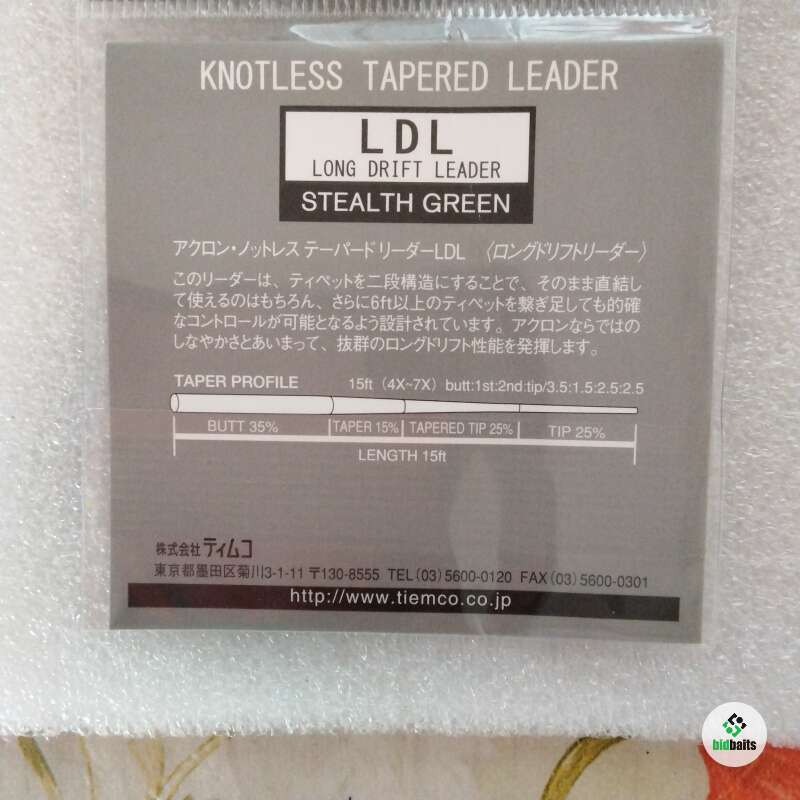 KNOTLESS TAPERED LEADER
LDL
LONG DRIFT LEADER
STEALTH GREEN
アクロン・ノットレス テーパードリーダーLDL 〈ロングドリフトリーダー〉
このリーダーは、ティペットを二段構造にすることで、そのまま直結し
て使えるのはもちろん、さらに6ft以上のティペットを繋ぎ足しても的確
なコントロールが可能となるよう設計されています。アクロンならではの
しなやかさとあいまって、抜群のロングドリフト性能を発揮します。
TAPER PROFILE 15ft (4X~7X) butt:1st:2nd:tip/3.5:1.5:2.5:2.5
BUTT 35% TAPER 15% TAPERED TIP 25% TIP 25%
LENGTH 15ft
株式会社 ティムコ
東京都墨田区菊川3-1-11 〒130-8555 TEL(03)5600-0120 FAX(03)5600-0301
http://www.tiemco.co.jp
bidbaits